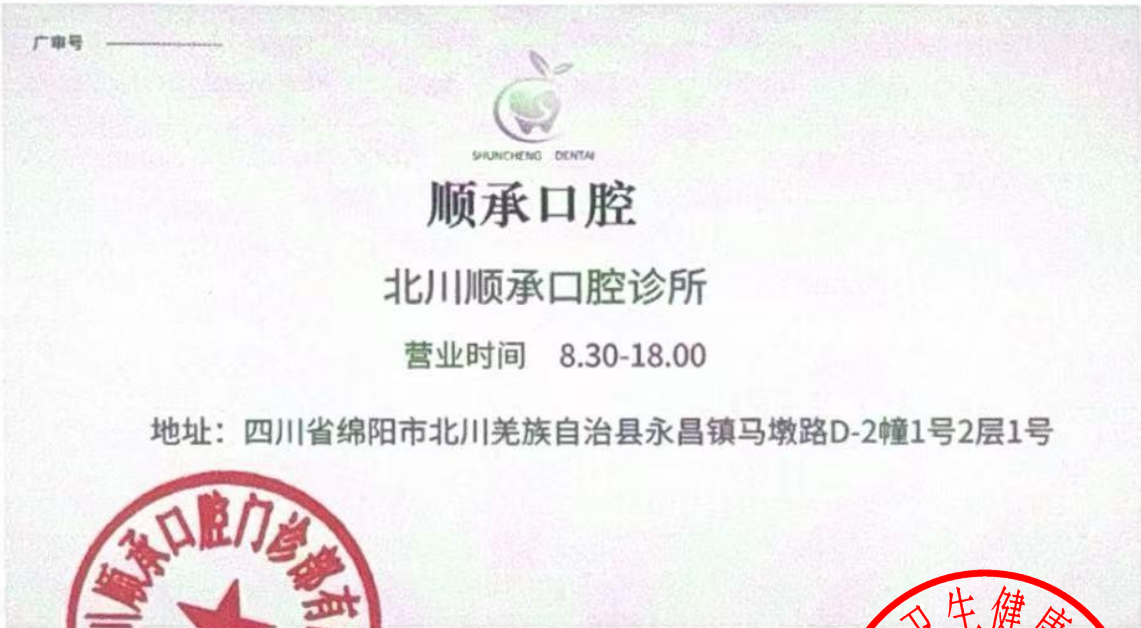 广审号
SHUNCHENG DENTAL
顺承口腔
北川顺承口腔诊所
营业时间 8.30-18.00
地址：四川省绵阳市北川羌族自治县永昌镇马墩路D-2幢1号2层1号
川顺承口腔门诊部有
卫生健康